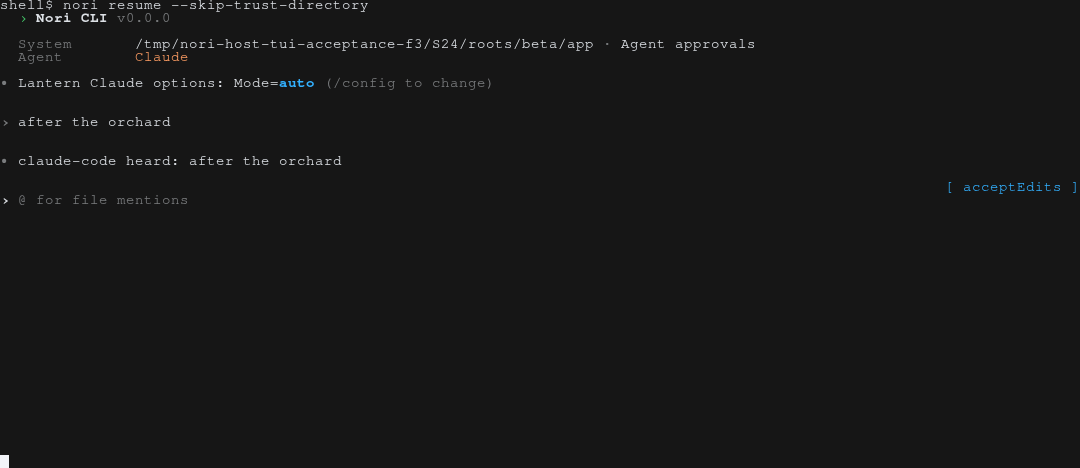 shell$ nori resume --skip-trust-directory
› Nori CLI v0.0.0
System /tmp/nori-host-tui-acceptance-f3/S24/roots/beta/app · Agent approvals
Agent Claude
• Lantern Claude options: Mode=auto (/config to change)
› after the orchard
• claude-code heard: after the orchard
[ acceptEdits ]
› @ for file mentions